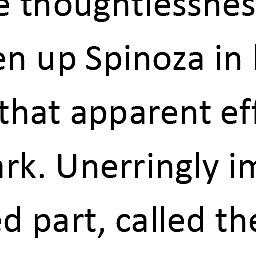 thoughtlessnes
en up Spinoza in
that apparent eff
ark. Unerringly im
ed part, called the